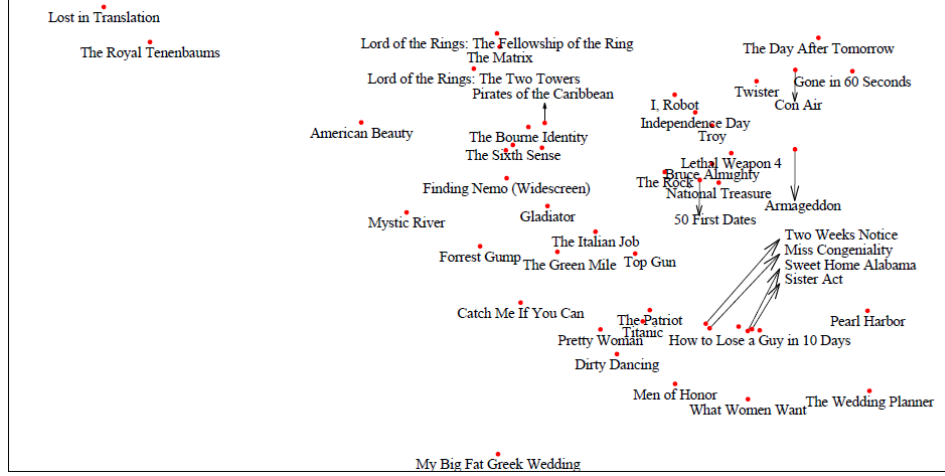 Lost in Translation
The Royal Tenenbaums
Lord of the Rings: The Fellowship of the Ring
The Matrix
The Day After Tomorrow
Lord of the Rings: The Two Towers
Gone in 60 Seconds
Pirates of the Caribbean
Twister
I, Robot
Con Air
Independence Day
American Beauty
The Bourne Identity
Troy
The Sixth Sense
Lethal Weapon 4
Bruce Almighty
The Rock
Finding Nemo (Widescreen)
National Treasure
Armageddon
Gladiator
50 First Dates
Mystic River
Two Weeks Notice
The Italian Job
Miss Congeniality
Forrest Gump
The Green Mile
Top Gun
Sweet Home Alabama
Sister Act
Catch Me If You Can
The Patriot
Pearl Harbor
Titanic
Pretty Woman
How to Lose a Guy in 10 Days
Dirty Dancing
Men of Honor
The Wedding Planner
What Women Want
My Big Fat Greek Wedding